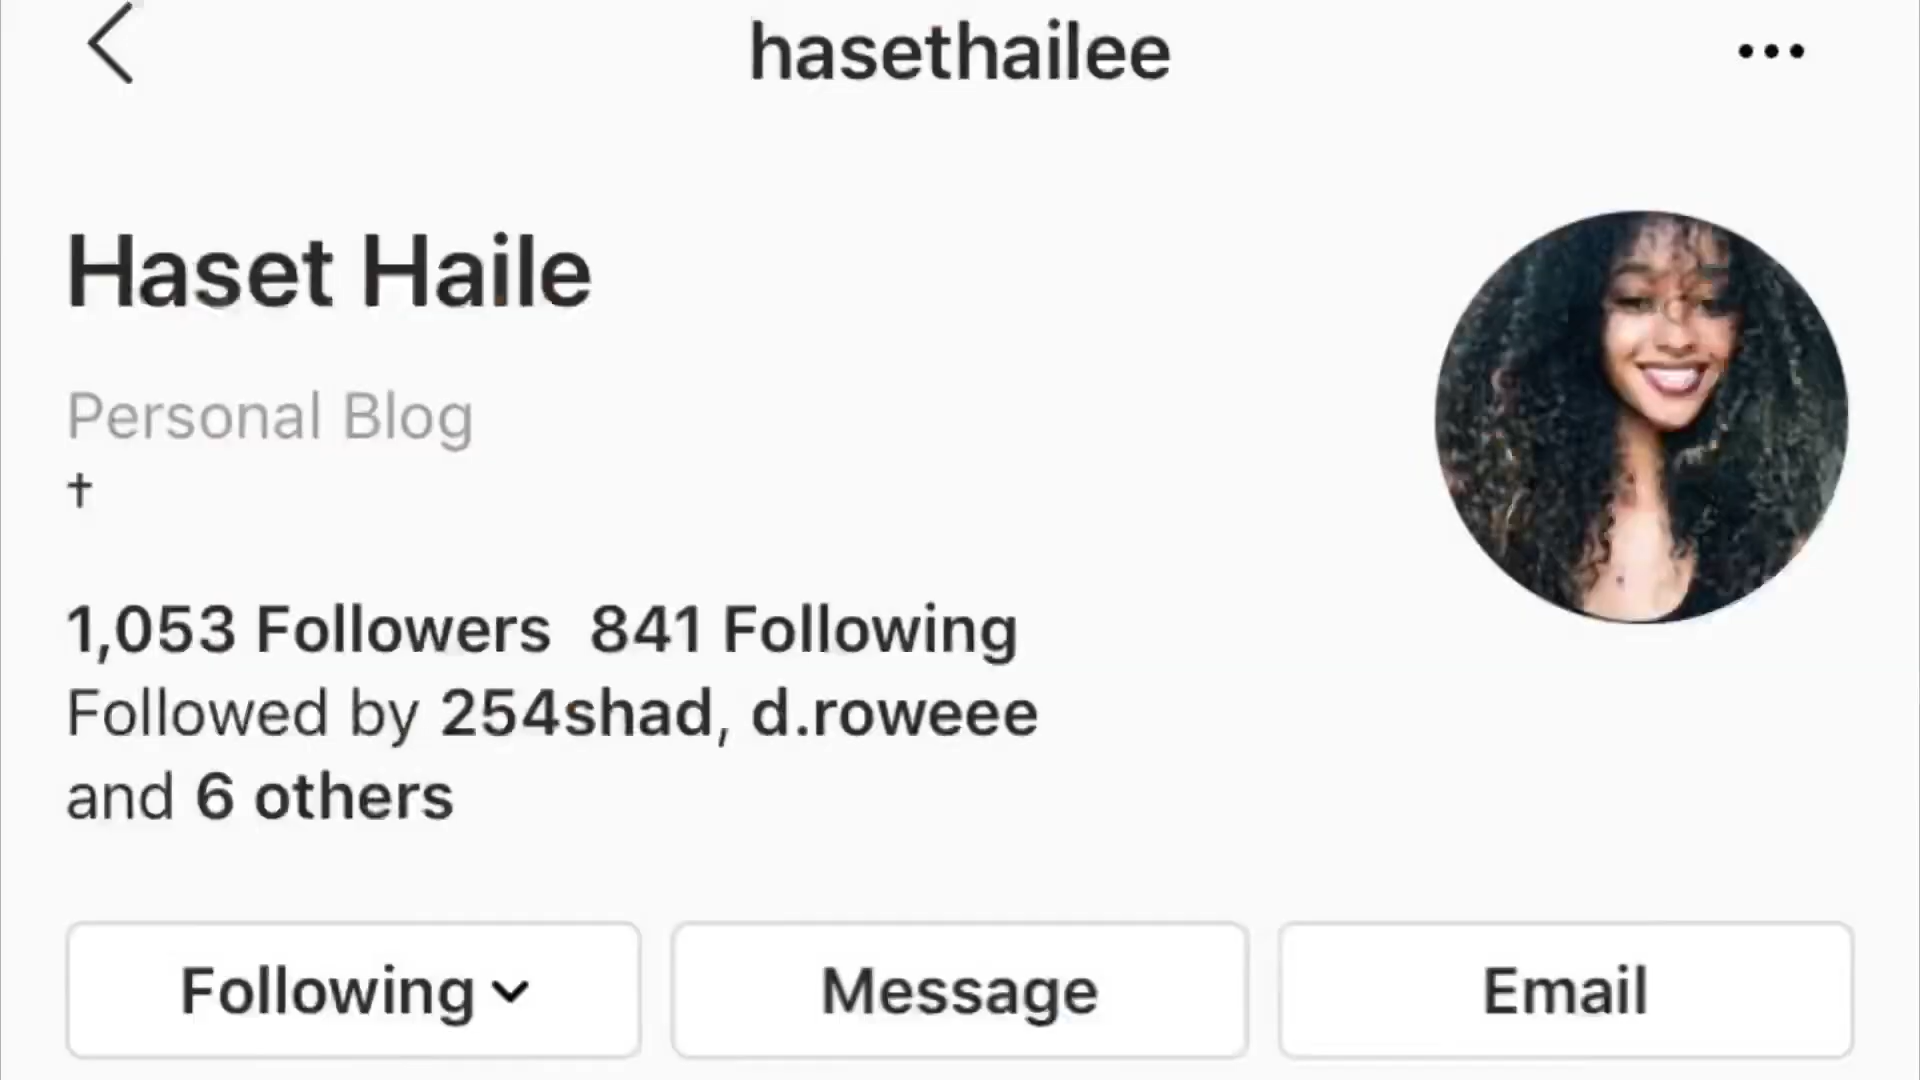 hasethailee
Haset Haile
Personal Blog
†
1,053 Followers 841 Following
Followed by 254shad, d.roweee
and 6 others
Following
Message
Email